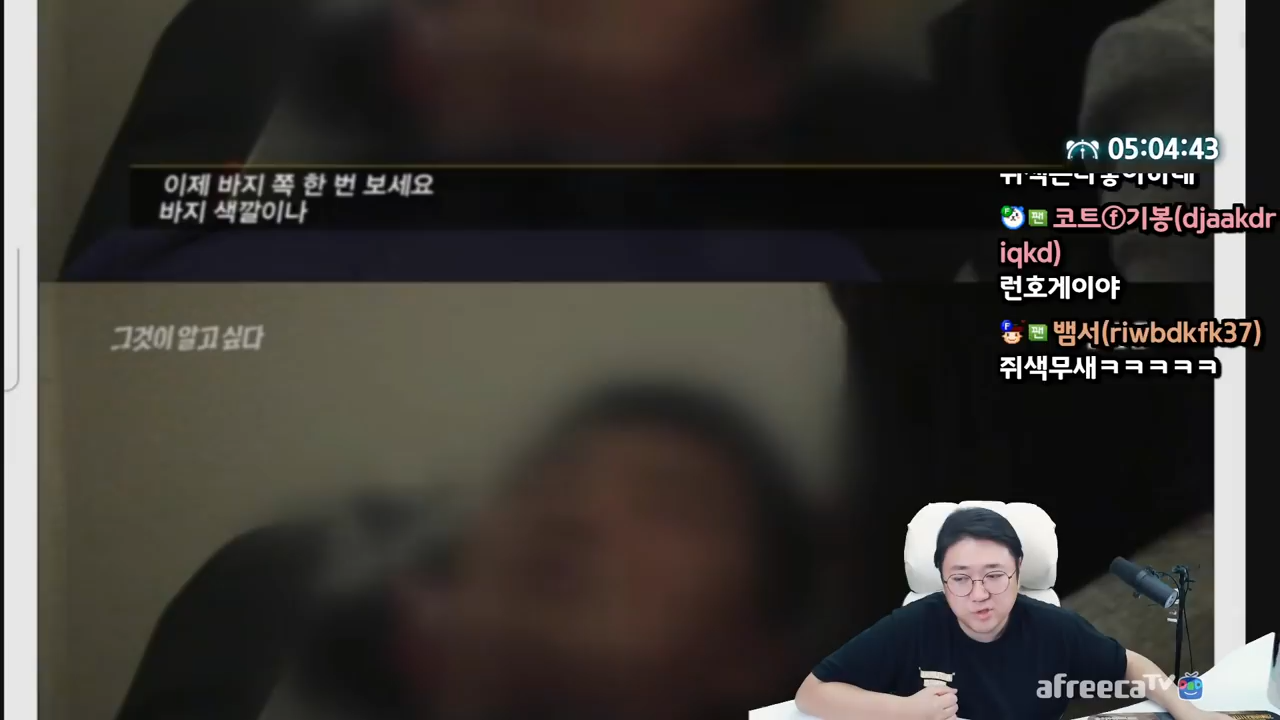 이제 바지 쪽 한 번 보세요
바지 색깔이나
그것이 알고싶다
05:04:43
팬 코트ⓕ기봉(djaakdr
iqkd)
런호게이야
팬 뱀서(riwbdkfk37)
쥐색무새ㅋㅋㅋㅋㅋ
afreecaTV